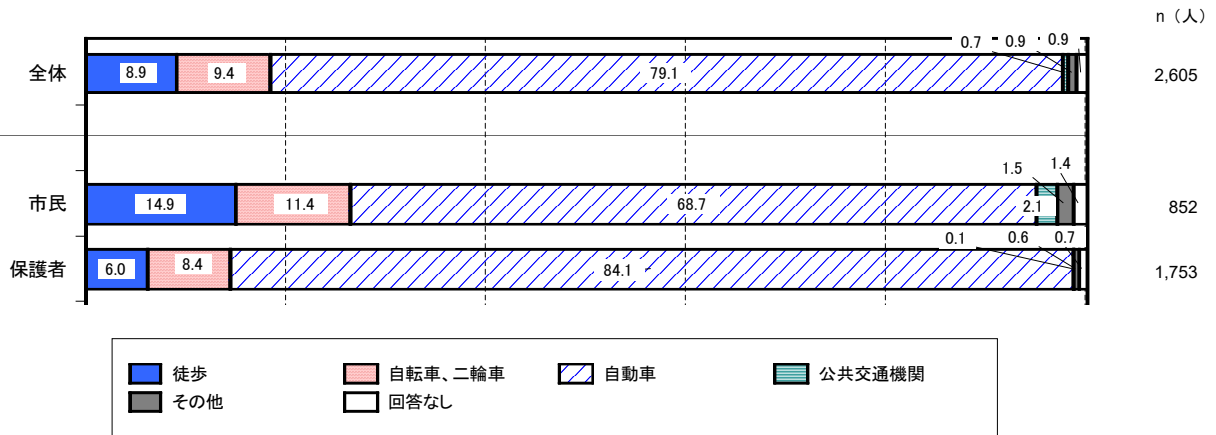 n（人）
0.7 0.9 0.9
全体 8.9 9.4 79.1 2,605
1.5 1.4
市民 14.9 11.4 68.7 2.1 852
0.1 0.6 0.7
保護者 6.0 8.4 84.1 1,753
徒歩 自転車、二輪車 自動車 公共交通機関
その他 回答なし